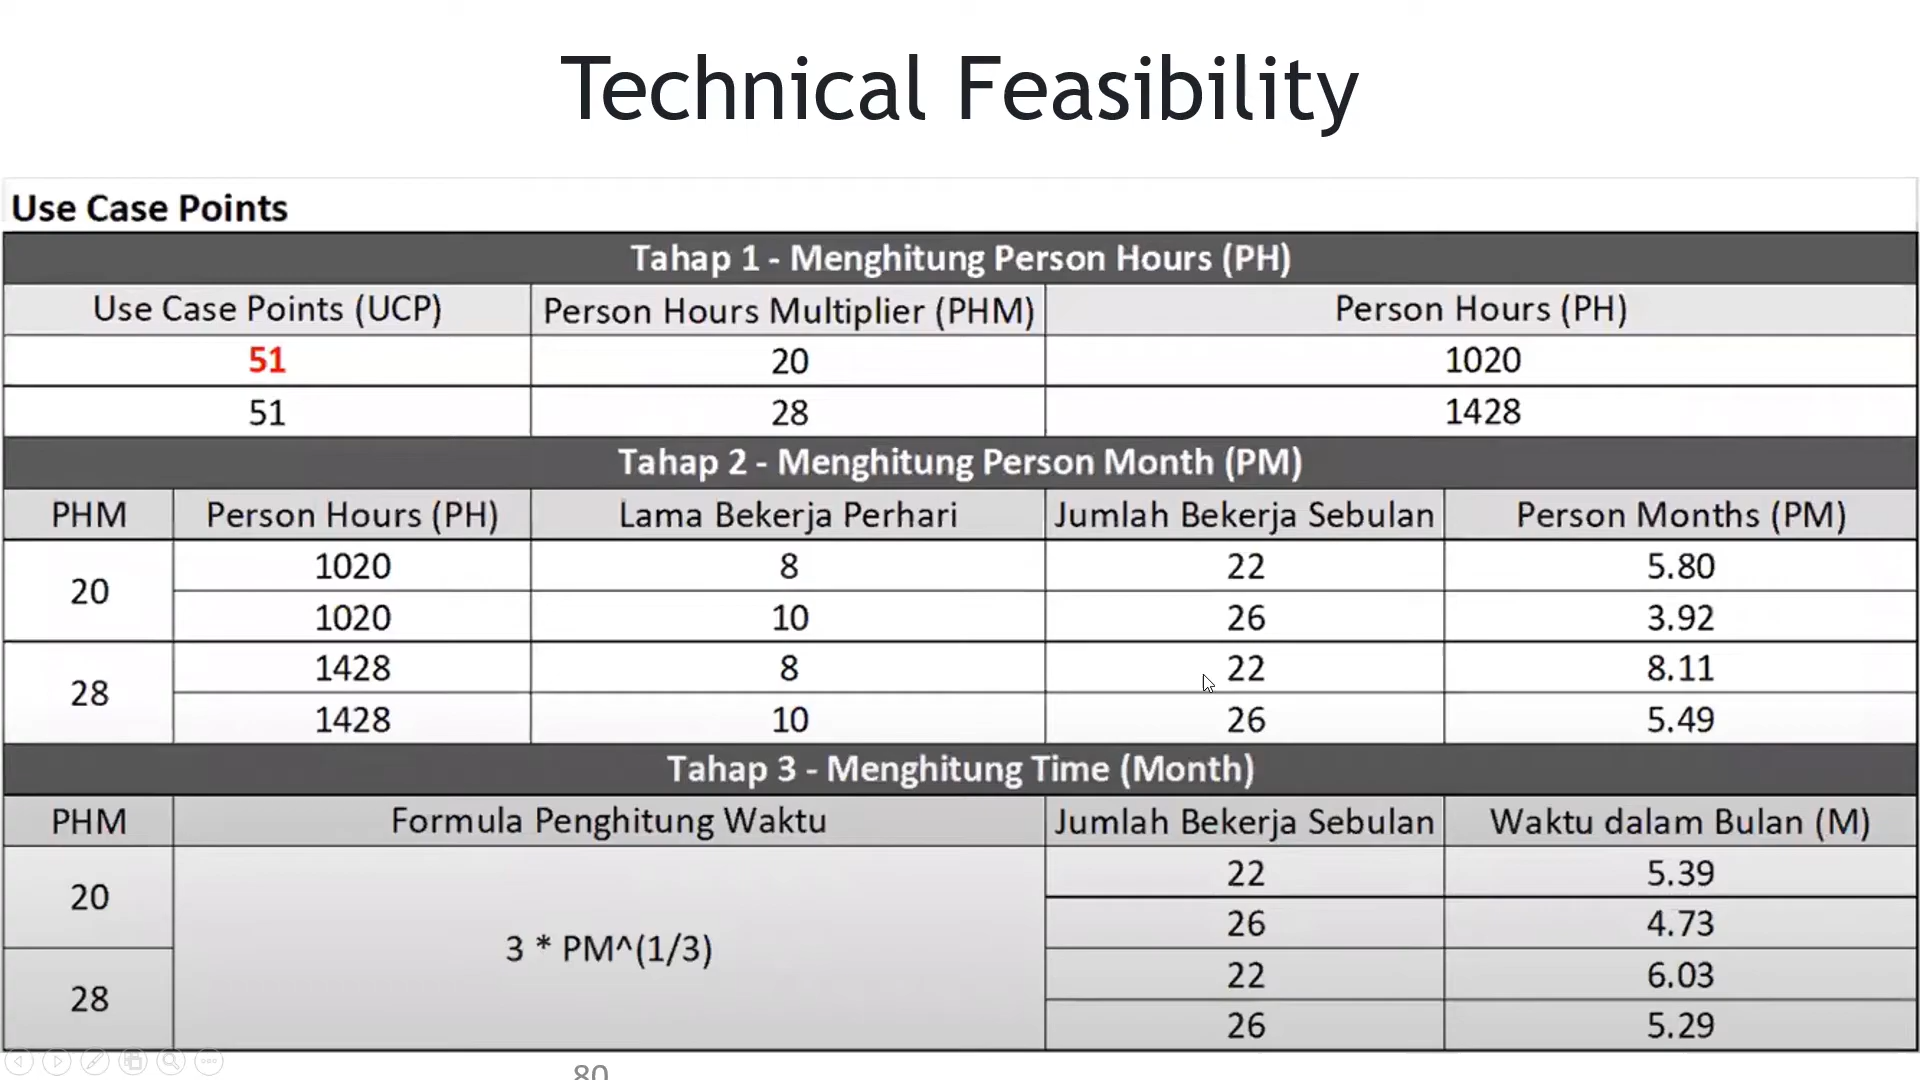 Technical Feasibility
Use Case Points
Tahap 1 - Menghitung Person Hours (PH)
Use Case Points (UCP) Person Hours Multiplier (PHM) Person Hours (PH)
51 20 1020
51 28 1428
Tahap 2 - Menghitung Person Month (PM)
PHM Person Hours (PH) Lama Bekerja Perhari Jumlah Bekerja Sebulan Person Months (PM)
20 1020 8 22 5.80
1020 10 26 3.92
28 1428 8 22 8.11
1428 10 26 5.49
Tahap 3 - Menghitung Time (Month)
PHM Formula Penghitung Waktu Jumlah Bekerja Sebulan Waktu dalam Bulan (M)
20 3 * PM^(1/3) 22 5.39
26 4.73
28 22 6.03
26 5.29
80